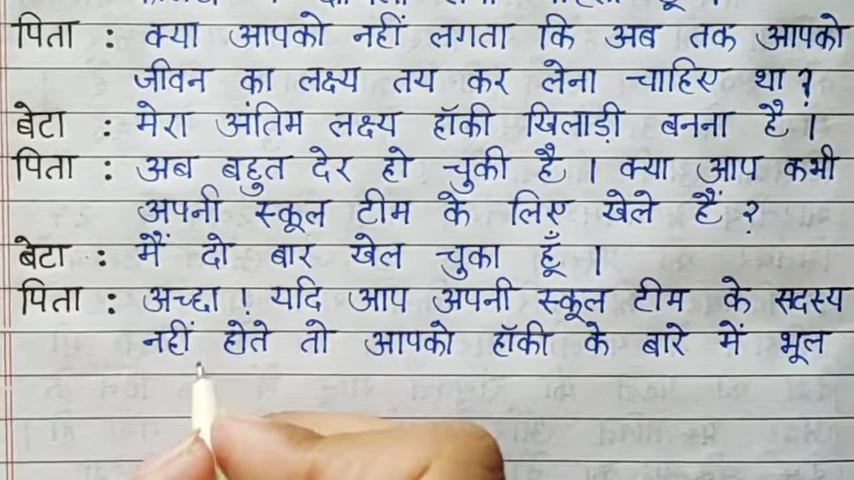 पिता : क्या आपको नहीं लगता कि अब तक आपको
जीवन का लक्ष्य तय कर लेना चाहिए था ?
बेटा : मेरा अंतिम लक्ष्य हॉकी खिलाड़ी बनना है ।
पिता : अब बहुत देर हो चुकी है । क्या आप कभी
अपनी स्कूल टीम के लिए खेले हैं ?
बेटा : मैं दो बार खेल चुका हूँ ।
पिता : अच्छा ! यदि आप अपनी स्कूल टीम के सदस्य
नहीं होते तो आपको हॉकी के बारे में भूल